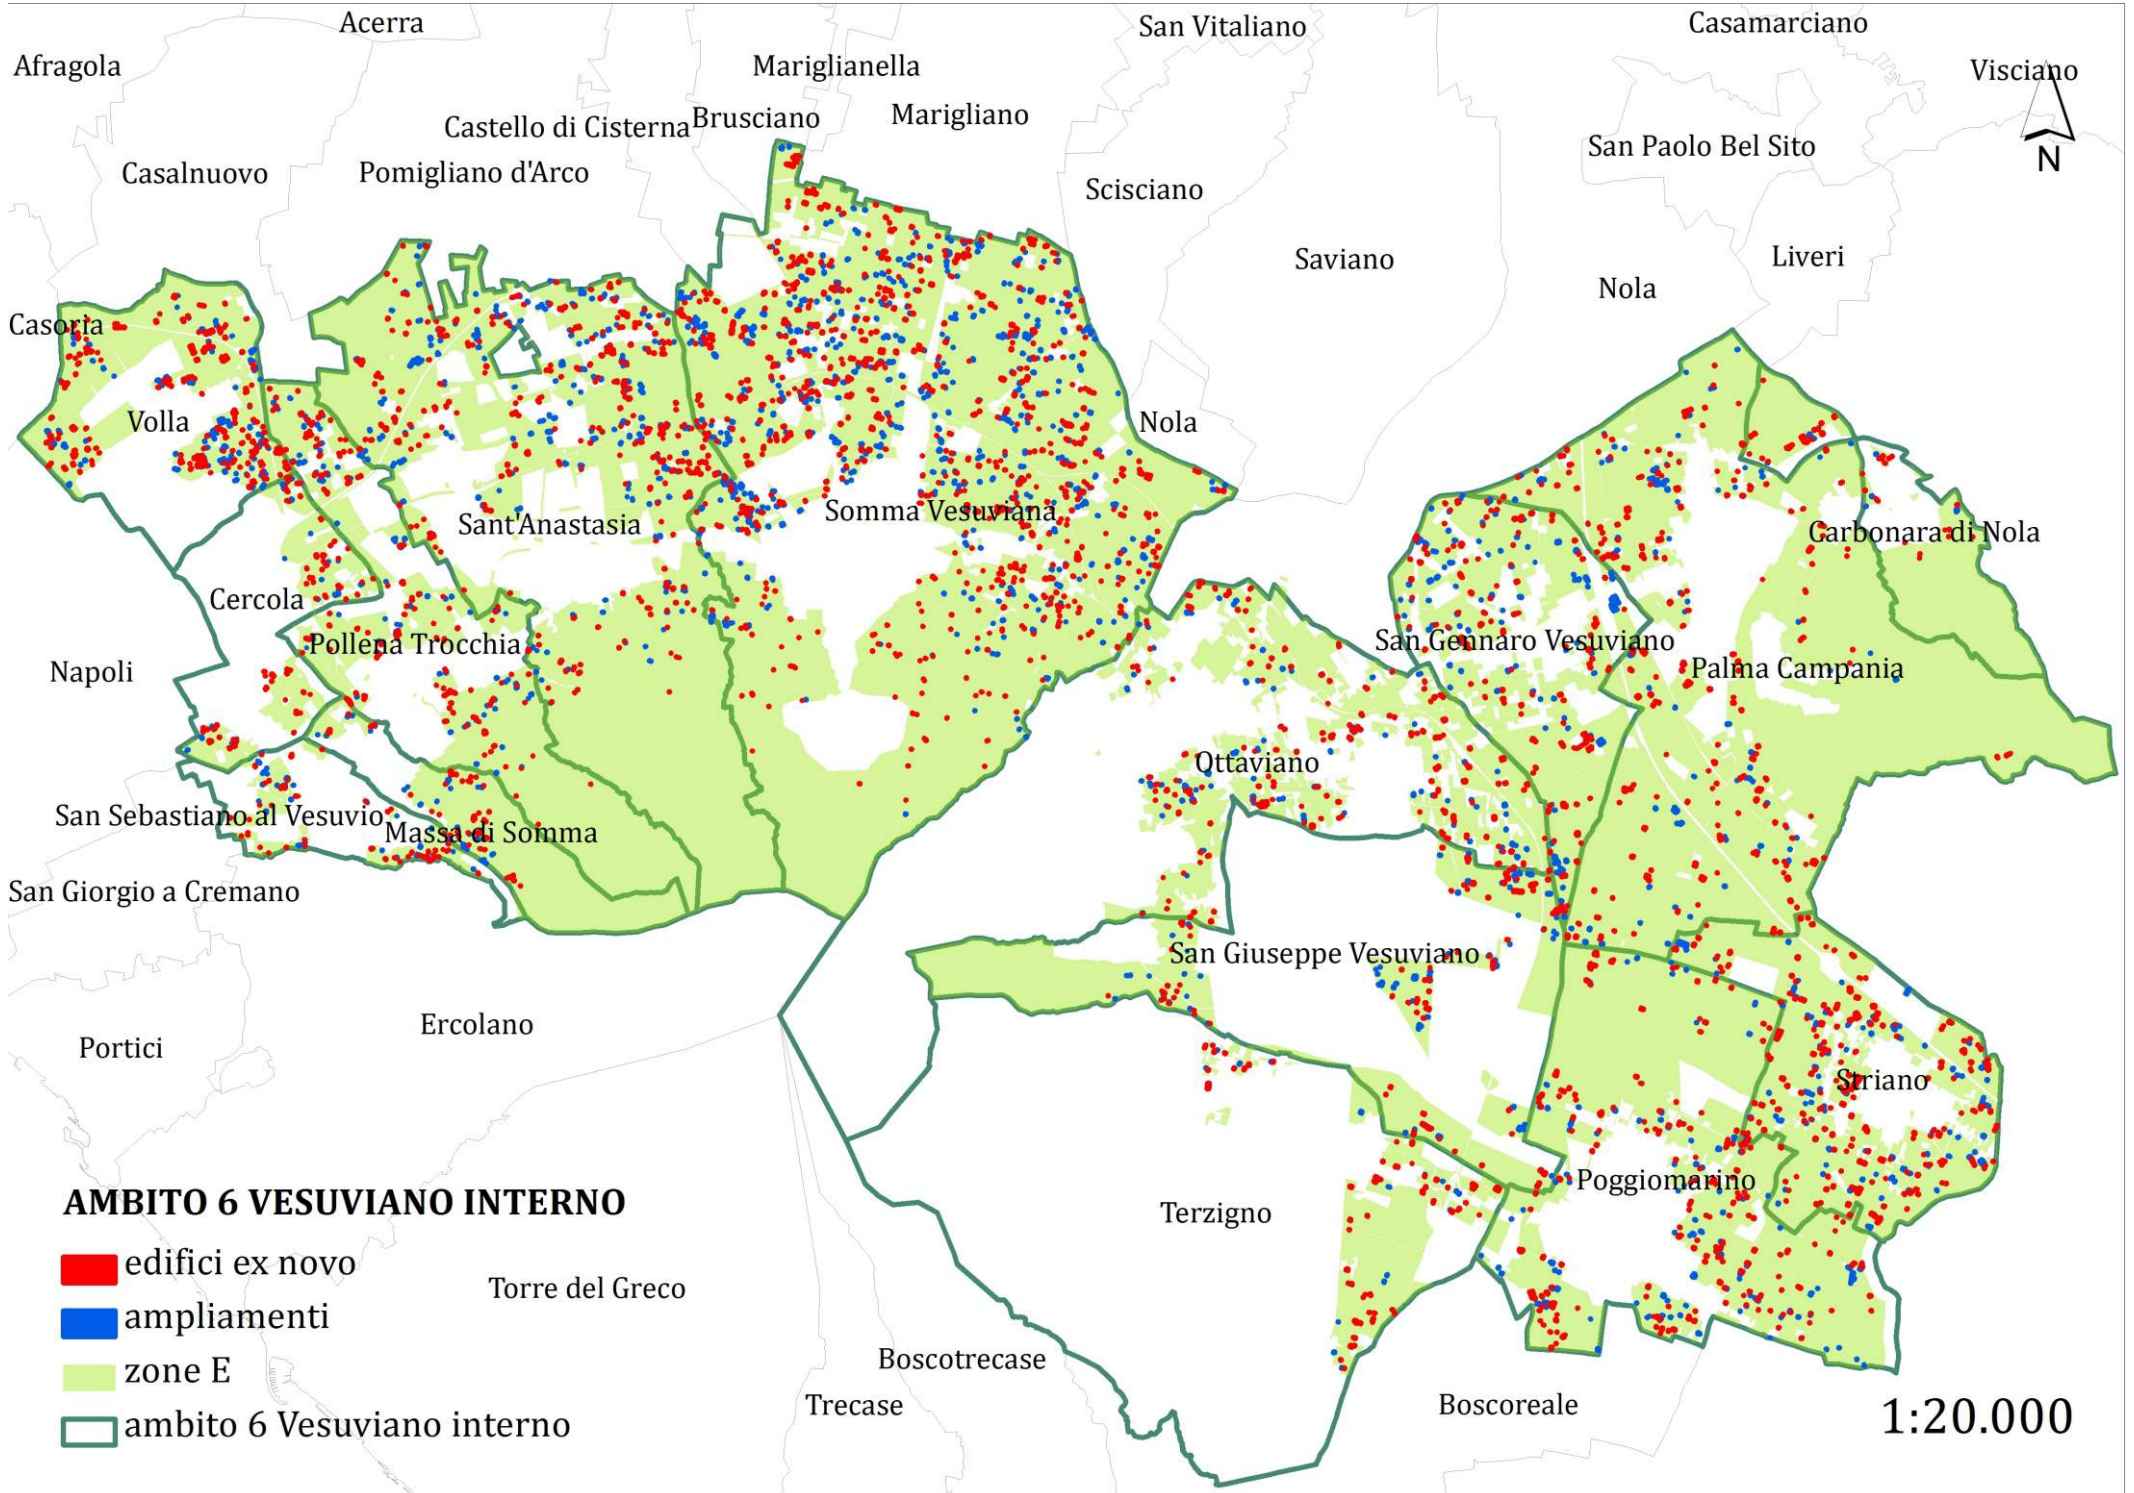 Acerra
San Vitaliano
Casamarciano
Afragola
Mariglianella
Visciano
Castello di Cisterna
Brusciano
Marigliano
San Paolo Bel Sito
N
Casalnuovo
Pomigliano d'Arco
Scisciano
Saviano
Liveri
Nola
Casoria
Volla
Nola
Sant'Anastasia
Somma Vesuviana
Carbonara di Nola
Cercola
Pollena Trocchia
San Gennaro Vesuviano
Napoli
Palma Campania
Ottaviano
San Sebastiano al Vesuvio
Massa di Somma
San Giorgio a Cremano
San Giuseppe Vesuviano
Ercolano
Portici
Striano
Poggiomarino
Terzigno
AMBITO 6 VESUVIANO INTERNO
edifici ex novo
Torre del Greco
ampliamenti
Boscotrecase
zone E
Trecase
Boscoreale
1:20.000
ambito 6 Vesuviano interno